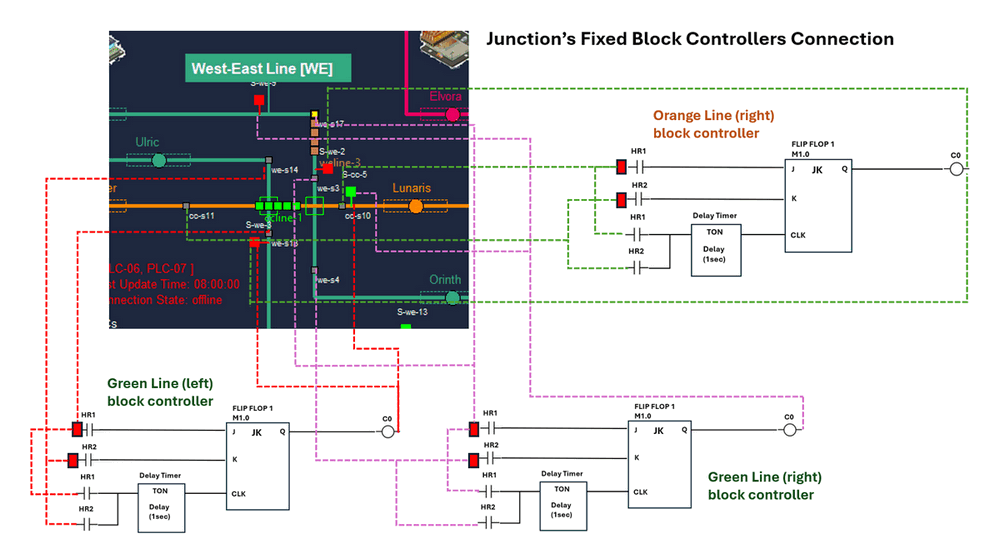 Junction's Fixed Block Controllers Connection
West-East Line [WE]
Elvora
we-s17
Ulric
S-we-2
weline-3
we-s14
S-cc-5
we-s3
Lunaris
er
ccline-1
cc-s11
cc-s10
we-s13
LC-06, PLC-07 ]
st Update Time: 08:00:00
nnection State: offline
we-s4
Orinth
S-we-13
Orange Line (right)
block controller
HR1
HR2
HR1
HR2
FLIP FLOP 1
M1.0
J
JK
Q
K
CLK
C0
Delay Timer
TON
Delay
(1sec)
Green Line (left)
block controller
HR1
HR2
HR1
HR2
FLIP FLOP 1
M1.0
J
JK
Q
K
CLK
C0
Delay Timer
TON
Delay
(1sec)
HR1
HR2
HR1
HR2
FLIP FLOP 1
M1.0
J
JK
Q
K
CLK
C0
Delay Timer
TON
Delay
(1sec)
Green Line (right)
block controller